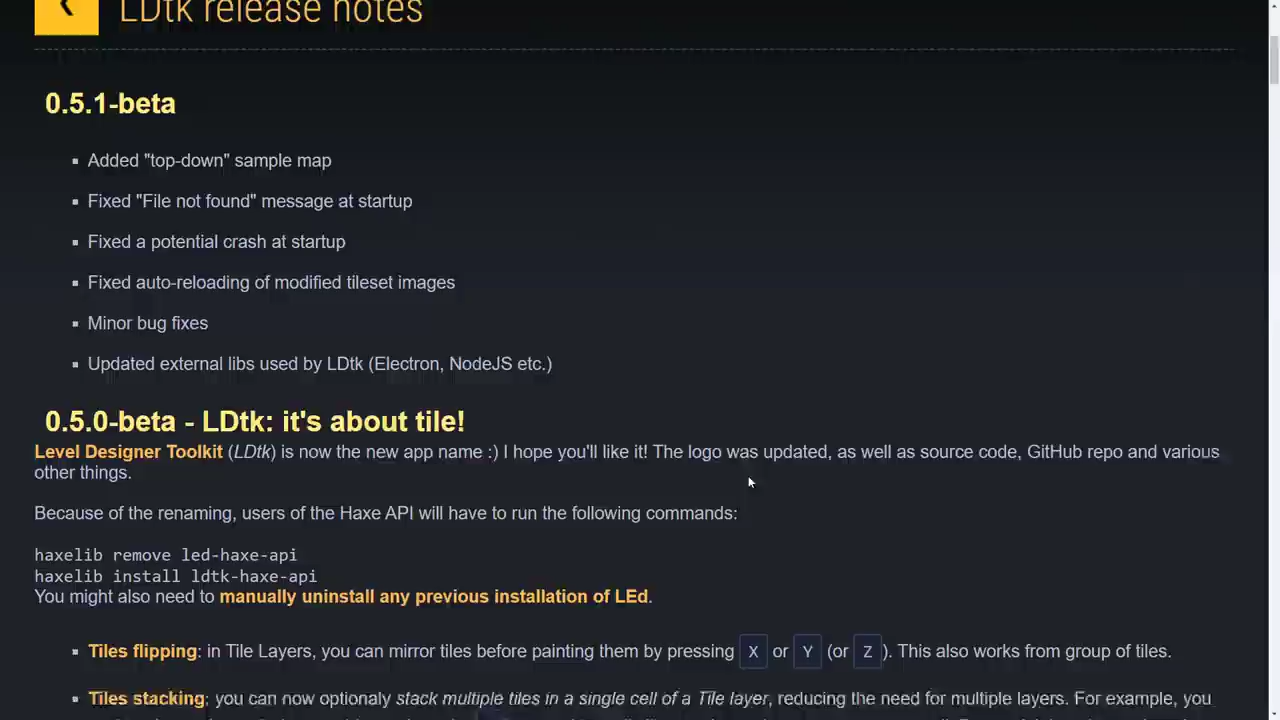 LDtk release notes
0.5.1-beta
Added "top-down" sample map
Fixed "File not found" message at startup
Fixed a potential crash at startup
Fixed auto-reloading of modified tileset images
Minor bug fixes
Updated external libs used by LDtk (Electron, NodeJS etc.)
0.5.0-beta - LDtk: it's about tile!
Level Designer Toolkit (LDtk) is now the new app name :) I hope you'll like it! The logo was updated, as well as source code, GitHub repo and various
other things.
Because of the renaming, users of the Haxe API will have to run the following commands:
haxelib remove led-haxe-api
haxelib install ldtk-haxe-api
You might also need to manually uninstall any previous installation of LEd.
Tiles flipping: in Tile Layers, you can mirror tiles before painting them by pressing X or Y (or Z). This also works from group of tiles.
Tiles stacking: you can now optionaly stack multiple tiles in a single cell of a Tile layer, reducing the need for multiple layers. For example, you